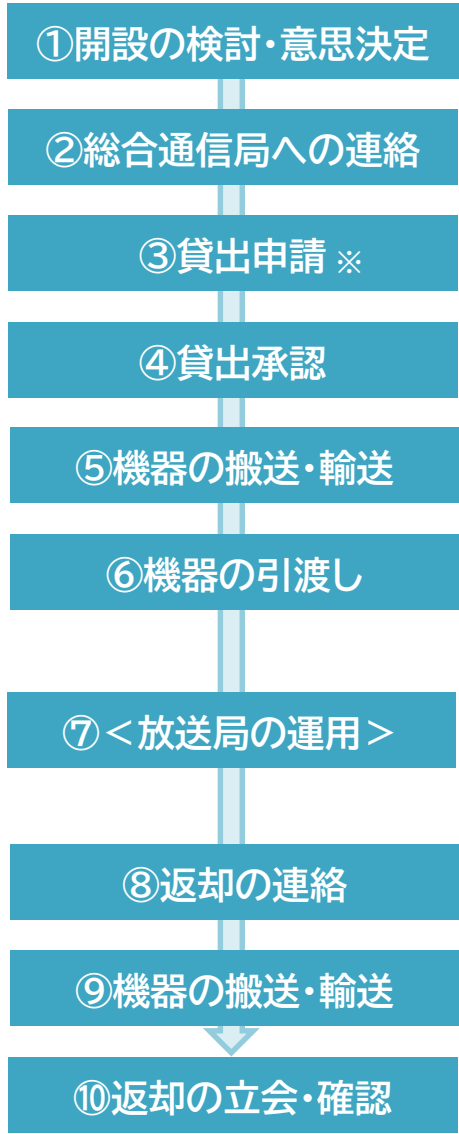 ①開設の検討・意思決定
②総合通信局への連絡
③貸出申請 ※
④貸出承認
⑤機器の搬送・輸送
⑥機器の引渡し
⑦＜放送局の運用＞
⑧返却の連絡
⑨機器の搬送・輸送
⑩返却の立会・確認